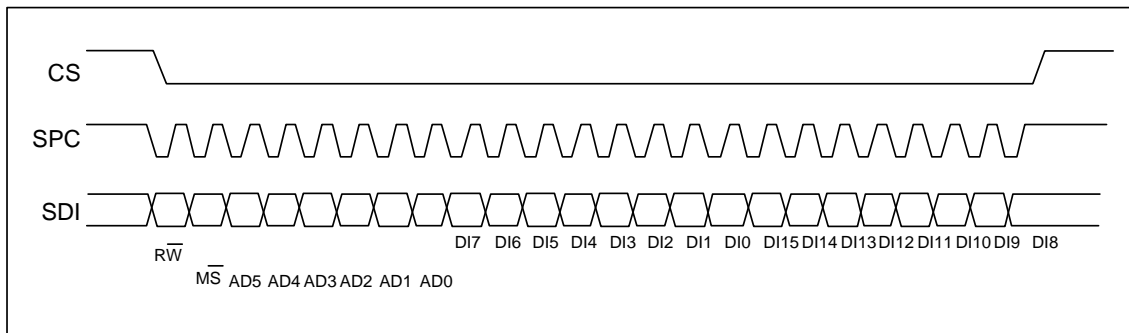 CS
SPC
SDI
DI7 DI6 DI5 DI4 DI3 DI2 DI1 DI0 DI15 DI14 DI13 DI12 DI11 DI10 DI9 DI8
RW̅
MS̅ AD5 AD4 AD3 AD2 AD1 AD0